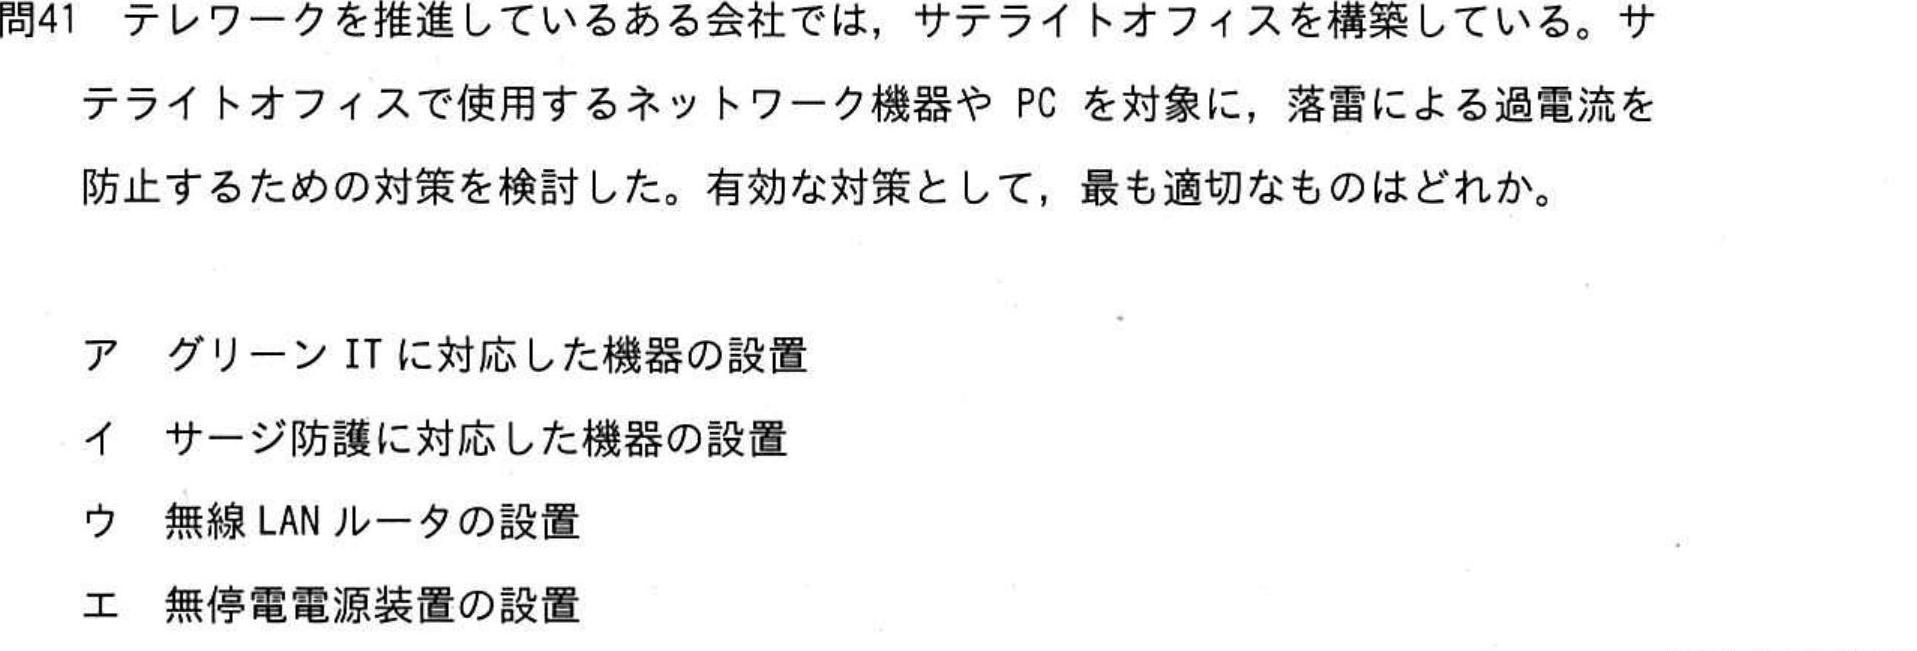 問41　テレワークを推進しているある会社では，サテライトオフィスを構築している。サ
テライトオフィスで使用するネットワーク機器や PC を対象に，落雷による過電流を
防止するための対策を検討した。有効な対策として，最も適切なものはどれか。
ア　グリーン IT に対応した機器の設置
イ　サージ防護に対応した機器の設置
ウ　無線 LAN ルータの設置
エ　無停電電源装置の設置